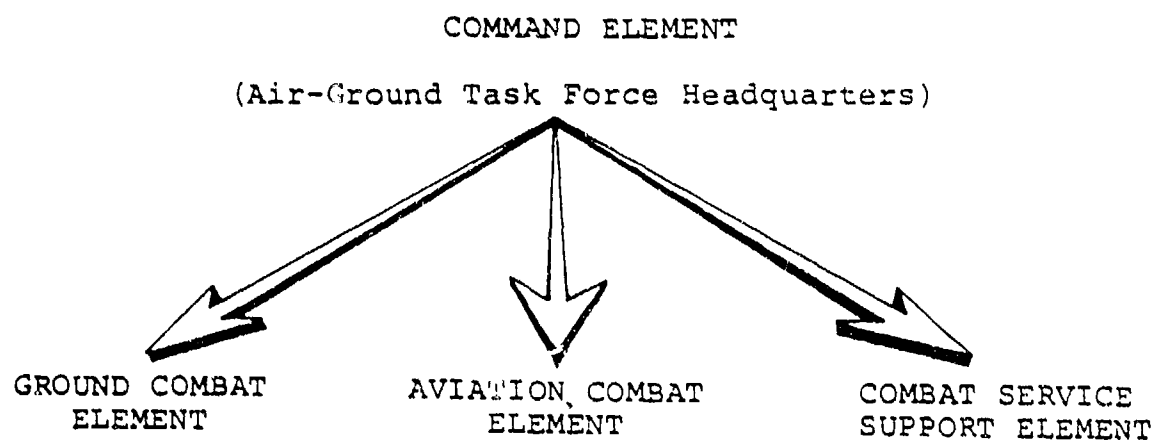 COMMAND ELEMENT
(Air-Ground Task Force Headquarters)
GROUND COMBAT
ELEMENT
AVIATION COMBAT
ELEMENT
COMBAT SERVICE
SUPPORT ELEMENT